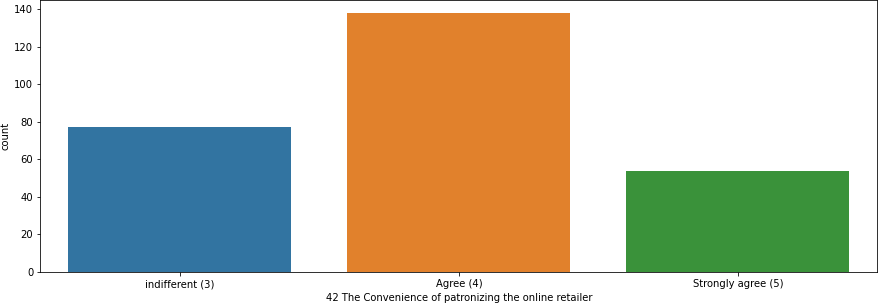 140
120
100
80
60
40
20
0
count
indifferent (3) Agree (4) Strongly agree (5)
42 The Convenience of patronizing the online retailer